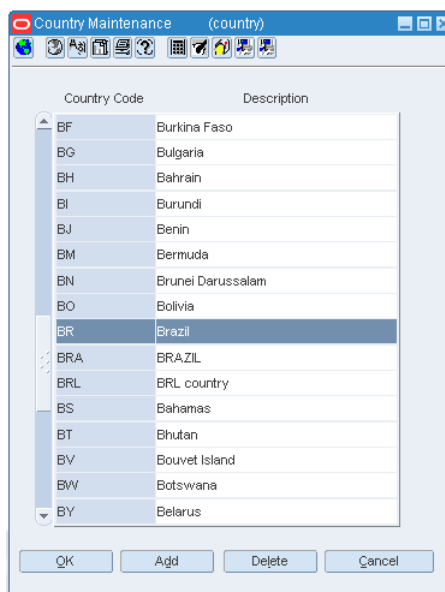 Country Maintenance (country)
Country Code Description
BF Burkina Faso
BG Bulgaria
BH Bahrain
BI Burundi
BJ Benin
BM Bermuda
BN Brunei Darussalam
BO Bolivia
BR Brazil
BRA BRAZIL
BRL BRL country
BS Bahamas
BT Bhutan
BV Bouvet Island
BW Botswana
BY Belarus
OK Add Delete Cancel